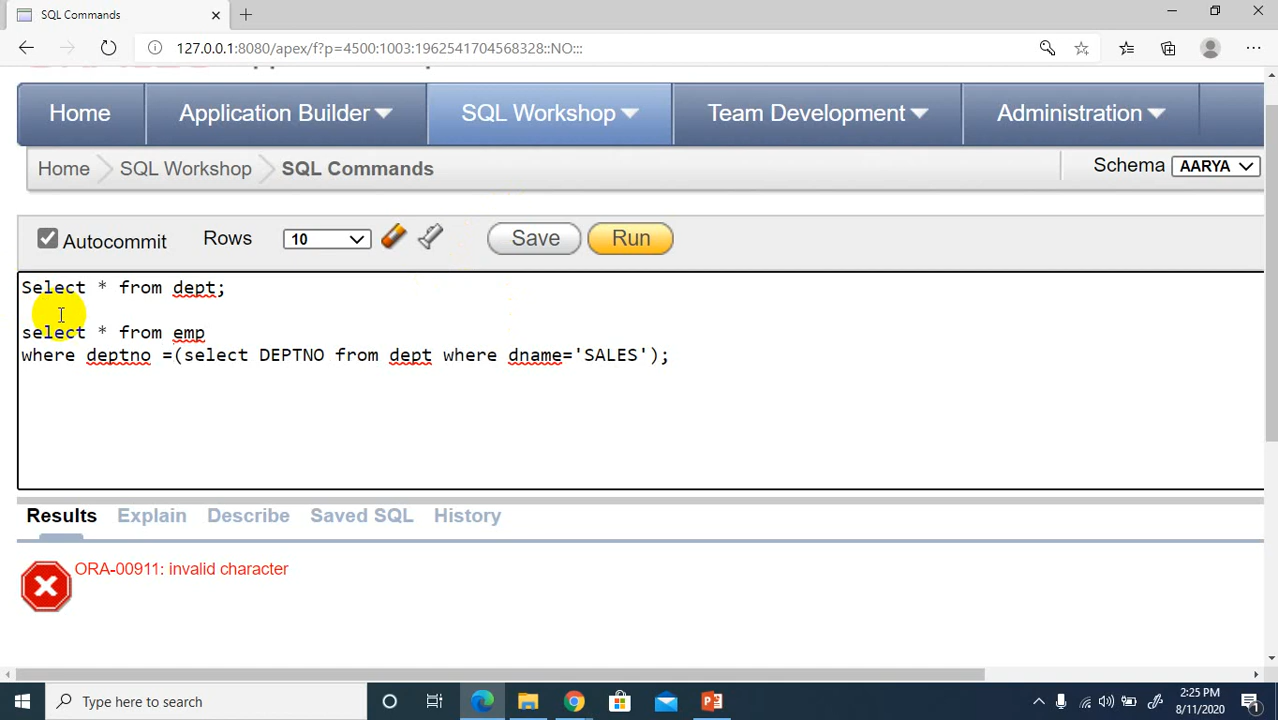 SQL Commands
127.0.0.1:8080/apex/f?p=4500:1003:1962541704568328::NO:::
Home
Application Builder
SQL Workshop
Team Development
Administration
Home
SQL Workshop
SQL Commands
Schema
AARYA
Autocommit
Rows
10
Save
Run
Select * from dept;
select * from emp
where deptno =(select DEPTNO from dept where dname='SALES');
Results
Explain
Describe
Saved SQL
History
ORA-00911: invalid character
Type here to search
2:25 PM
8/11/2020